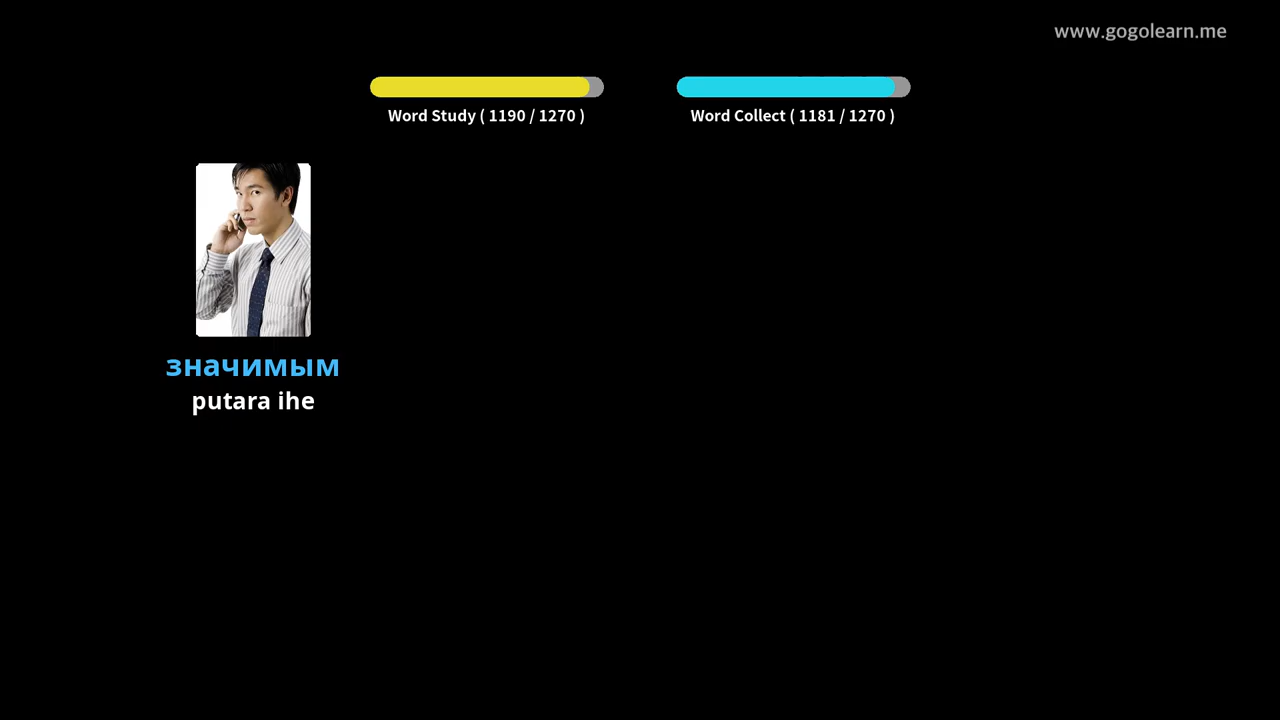 www.gogolearn.me
Word Study ( 1190 / 1270 )
Word Collect ( 1181 / 1270 )
значимым
putara ihe